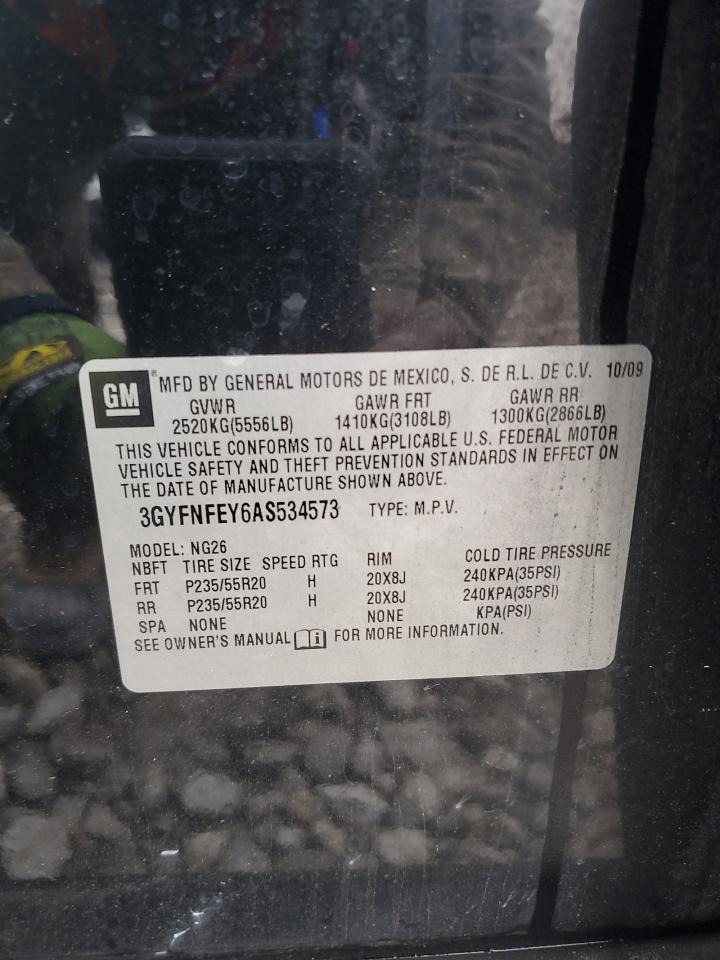 GM
MFD BY GENERAL MOTORS DE MEXICO, S. DE R.L. DE C.V. 10/09
GVWR GAWR FRT GAWR RR
2520KG(5556LB) 1410KG(3108LB) 1300KG(2866LB)
THIS VEHICLE CONFORMS TO ALL APPLICABLE U.S. FEDERAL MOTOR
VEHICLE SAFETY AND THEFT PREVENTION STANDARDS IN EFFECT ON
THE DATE OF MANUFACTURE SHOWN ABOVE.
3GYFNFEY6AS534573 TYPE: M.P.V.
MODEL: NG26
NBFT TIRE SIZE SPEED RTG RIM COLD TIRE PRESSURE
FRT P235/55R20 H 20X8J 240KPA(35PSI)
RR P235/55R20 H 20X8J 240KPA(35PSI)
SPA NONE NONE KPA(PSI)
SEE OWNER'S MANUAL i FOR MORE INFORMATION.